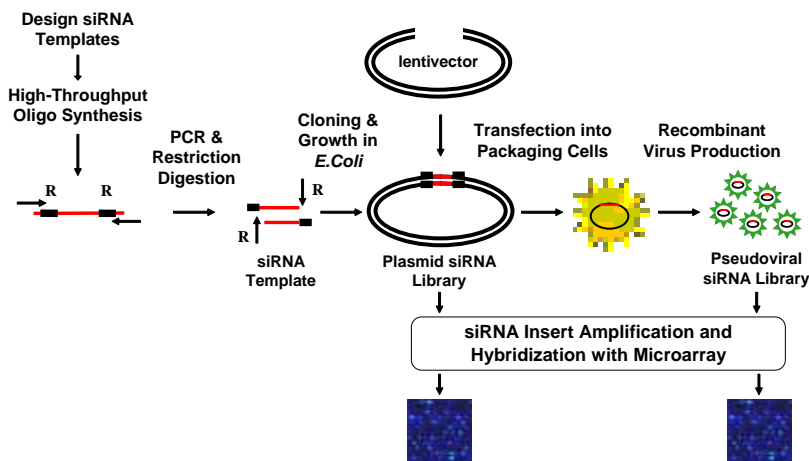 Design siRNA
Templates
High-Throughput
Oligo Synthesis
R
R
PCR &
Restriction
Digestion
Cloning &
Growth in
E.Coli
R
R
siRNA
Template
lentivector
Plasmid siRNA
Library
Transfection into
Packaging Cells
Recombinant
Virus Production
Pseudoviral
siRNA Library
siRNA Insert Amplification and
Hybridization with Microarray